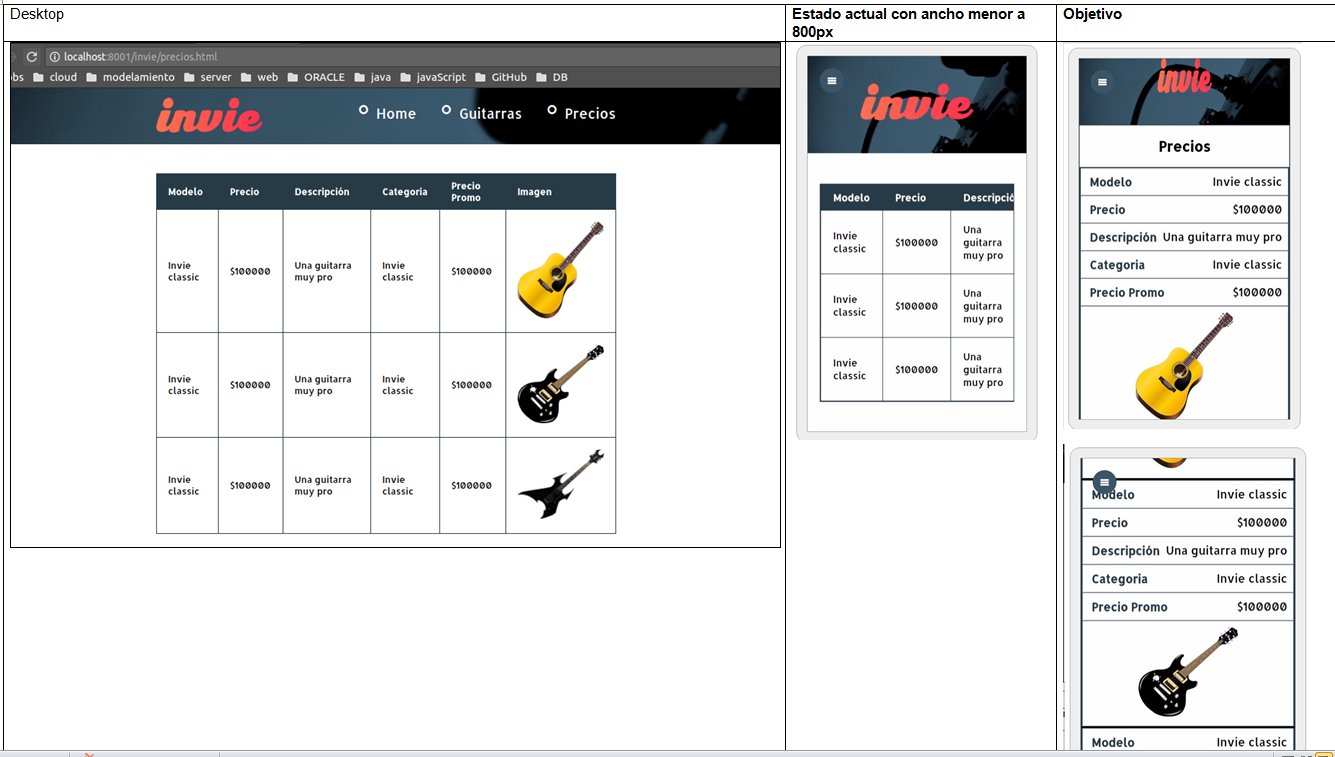 Desktop
Estado actual con ancho menor a
800px
Objetivo
localhost:8001/invie/precios.html
obs cloud modelamiento server web ORACLE java javaScript GitHub DB
invie
Home Guitarras Precios
Modelo Precio Descripción Categoria Precio Promo Imagen
Invie classic $100000 Una guitarra muy pro Invie classic $100000
Invie classic $100000 Una guitarra muy pro Invie classic $100000
Invie classic $100000 Una guitarra muy pro Invie classic $100000
invie
Modelo Precio Descripció
Invie classic $100000 Una guitarra muy pro
Invie classic $100000 Una guitarra muy pro
Invie classic $100000 Una guitarra muy pro
invie
Precios
Modelo Invie classic
Precio $100000
Descripción Una guitarra muy pro
Categoria Invie classic
Precio Promo $100000
Modelo Invie classic
Precio $100000
Descripción Una guitarra muy pro
Categoria Invie classic
Precio Promo $100000
Modelo Invie classic